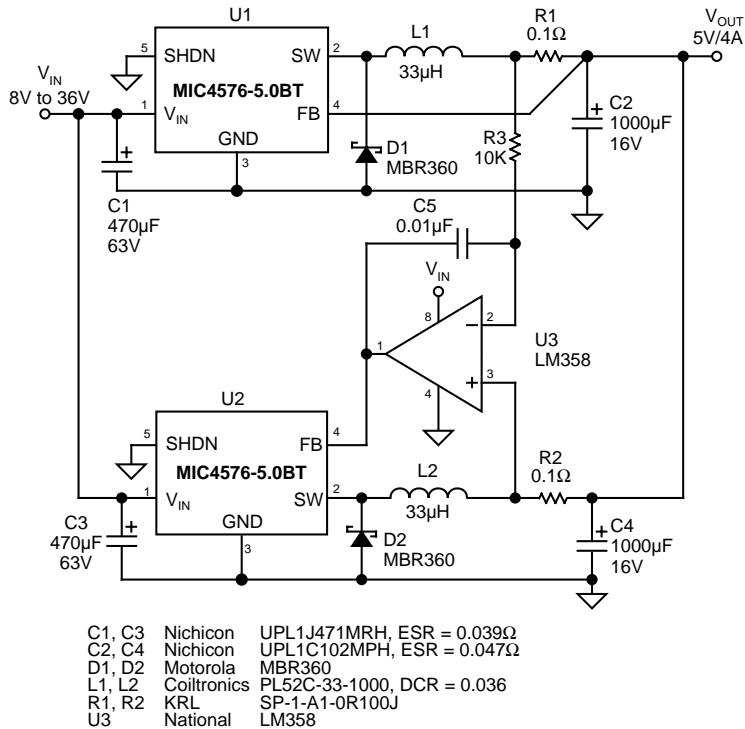 U1
SHDN
5
SW
2
MIC4576-5.0BT
VIN
1
FB
4
GND
3
L1
33µH
R1
0.1Ω
VOUT
5V/4A
VIN
8V to 36V
C1
470µF
63V
D1
MBR360
R3
10K
C2
1000µF
16V
+
+
C5
0.01µF
VIN
8
–
2
1
+
3
4
U3
LM358
U2
SHDN
5
FB
4
MIC4576-5.0BT
VIN
1
SW
2
GND
3
L2
33µH
R2
0.1Ω
C3
470µF
63V
+
D2
MBR360
+
C4
1000µF
16V
C1, C3 Nichicon UPL1J471MRH, ESR = 0.039Ω
C2, C4 Nichicon UPL1C102MPH, ESR = 0.047Ω
D1, D2 Motorola MBR360
L1, L2 Coiltronics PL52C-33-1000, DCR = 0.036
R1, R2 KRL SP-1-A1-0R100J
U3 National LM358